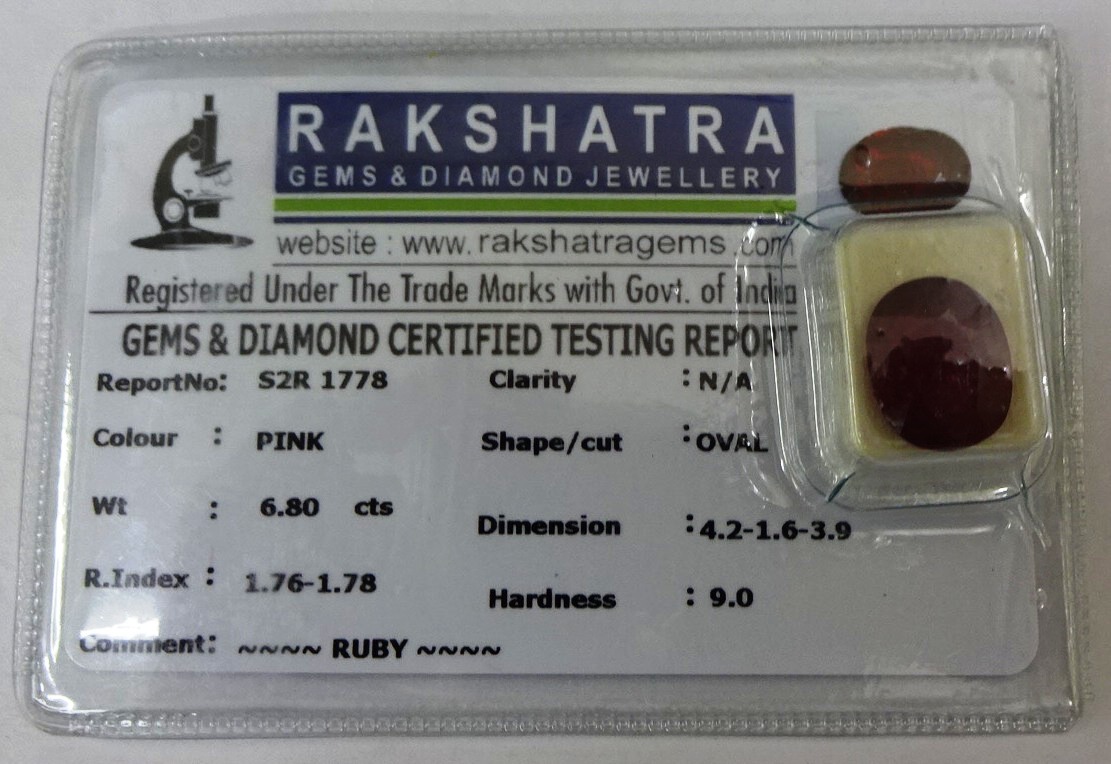 RAKSHATRA
GEMS & DIAMOND JEWELLERY
website : www.rakshatragems.com
Registered Under The Trade Marks with Govt. of India
GEMS & DIAMOND CERTIFIED TESTING REPORT
ReportNo: S2R 1778 Clarity : N/A
Colour : PINK Shape/cut : OVAL
Wt : 6.80 cts Dimension : 4.2-1.6-3.9
R.Index : 1.76-1.78 Hardness : 9.0
Comment: ~~~~ RUBY ~~~~